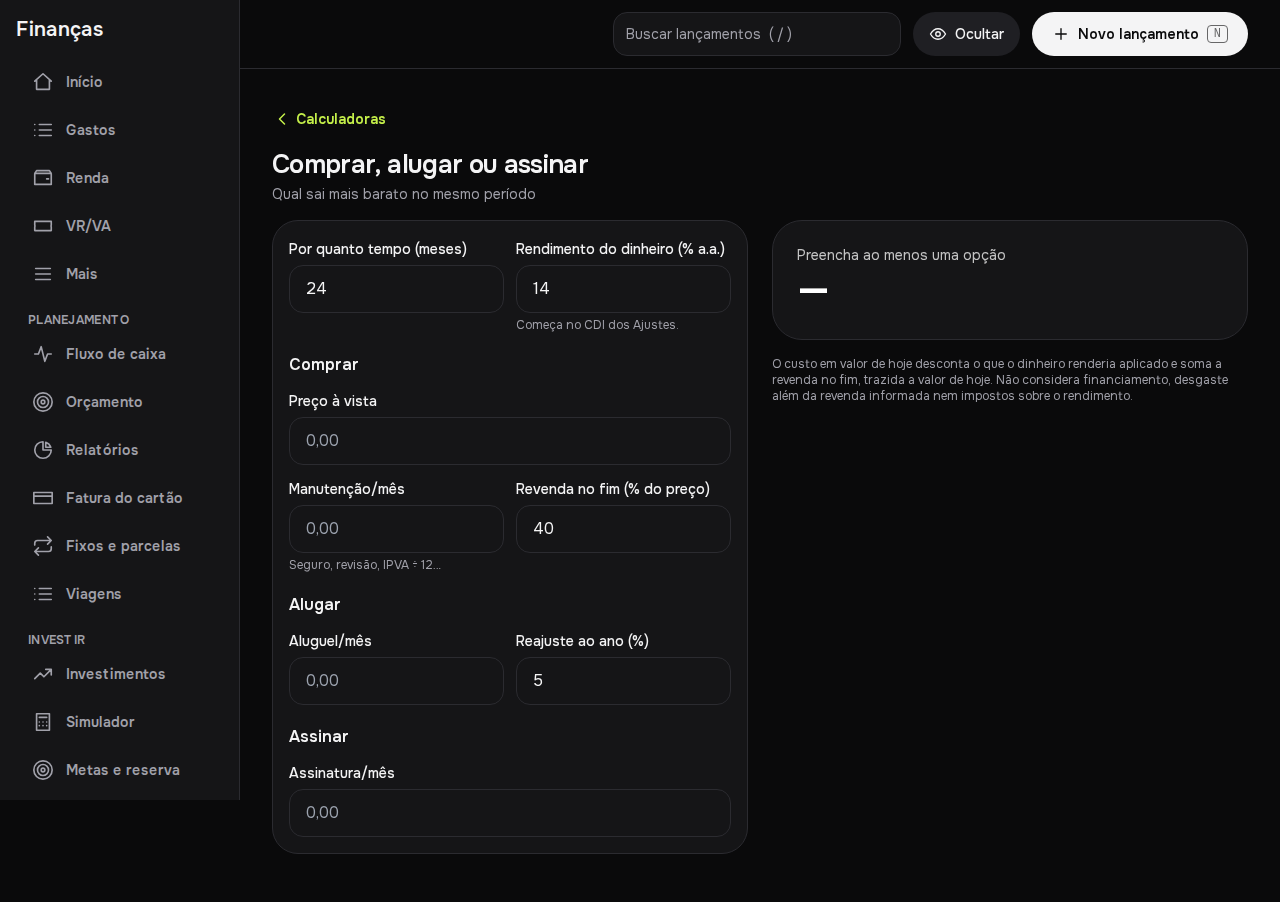 Finanças
Início
Gastos
Renda
VR/VA
Mais
PLANEJAMENTO
Fluxo de caixa
Orçamento
Relatórios
Fatura do cartão
Fixos e parcelas
Viagens
INVESTIR
Investimentos
Simulador
Metas e reserva
Buscar lançamentos ( / )
Ocultar
Novo lançamento N
Calculadoras
Comprar, alugar ou assinar
Qual sai mais barato no mesmo período
Por quanto tempo (meses) Rendimento do dinheiro (% a.a.)
24 14
Começa no CDI dos Ajustes.
Comprar
Preço à vista
0,00
Manutenção/mês Revenda no fim (% do preço)
0,00 40
Seguro, revisão, IPVA ÷ 12…
Alugar
Aluguel/mês Reajuste ao ano (%)
0,00 5
Assinar
Assinatura/mês
0,00
Preencha ao menos uma opção
—
O custo em valor de hoje desconta o que o dinheiro renderia aplicado e soma a
revenda no fim, trazida a valor de hoje. Não considera financiamento, desgaste
além da revenda informada nem impostos sobre o rendimento.